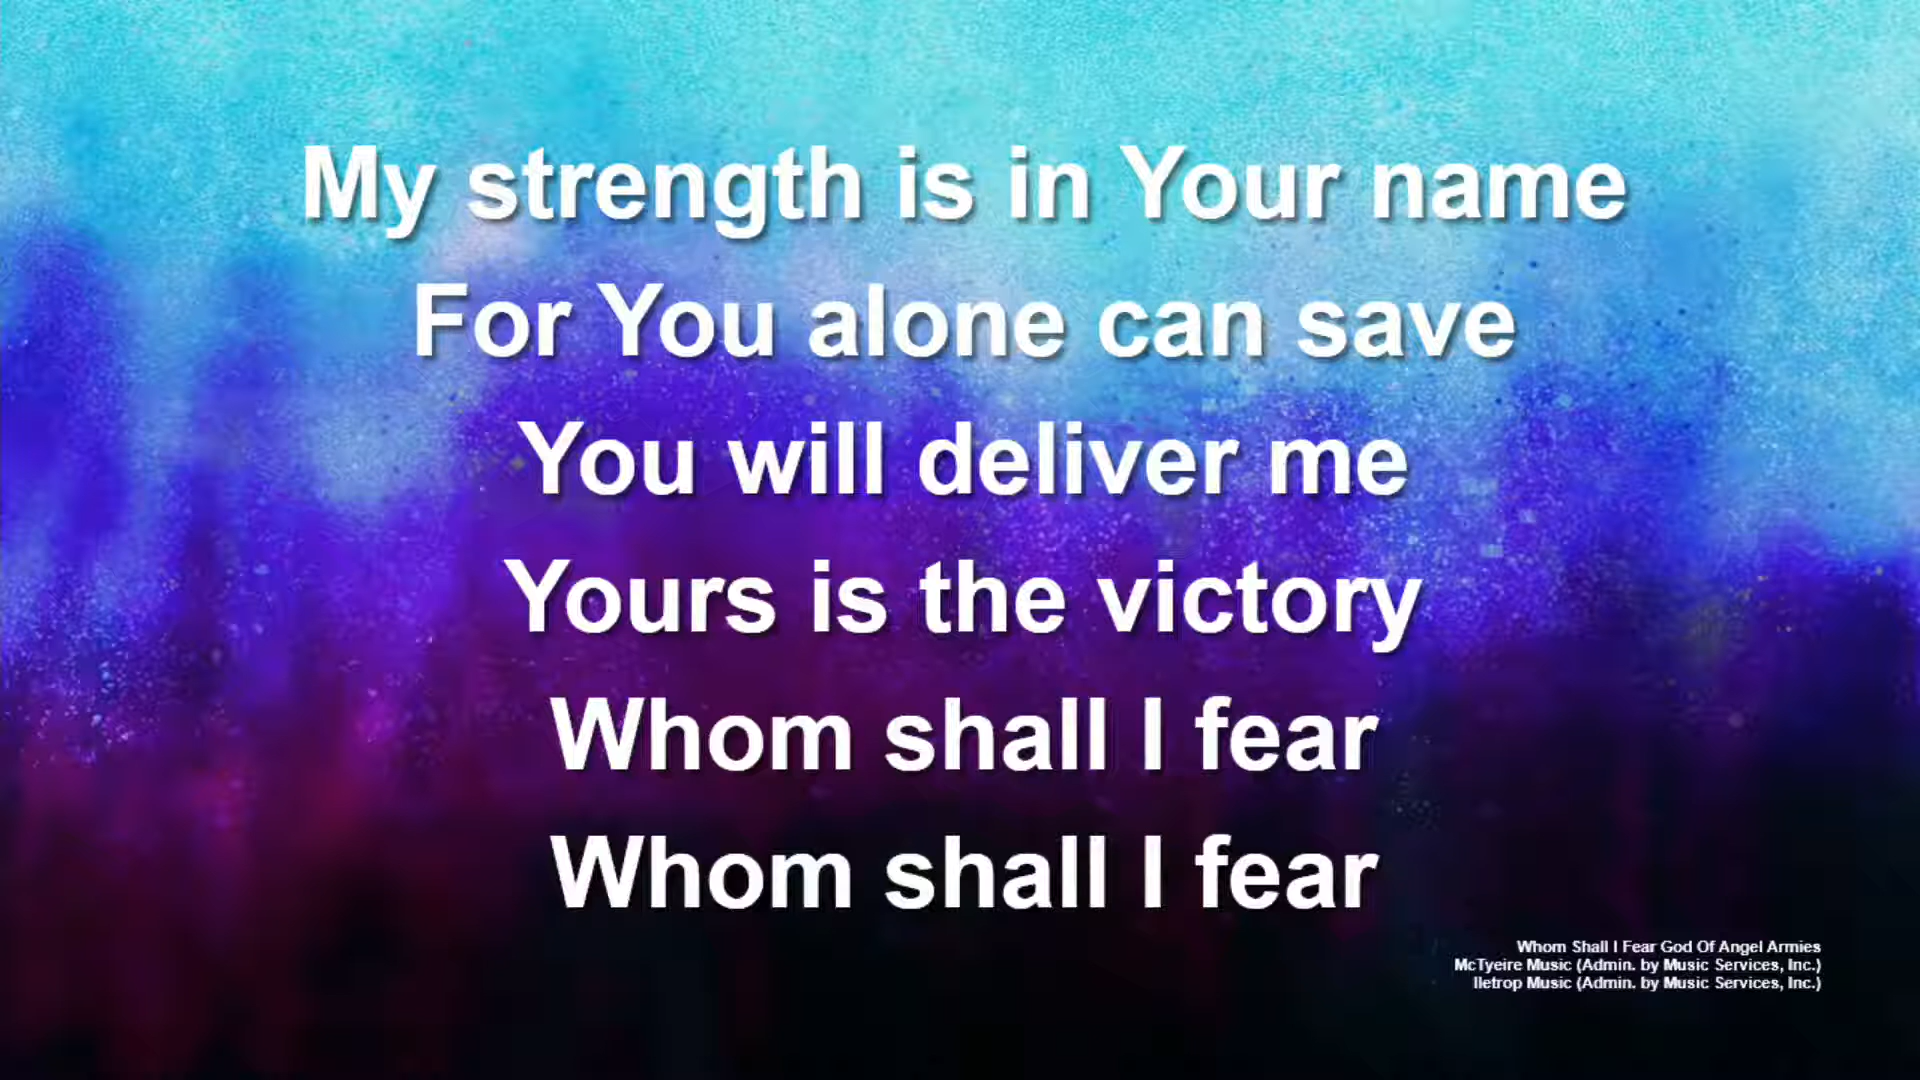 My strength is in Your name
For You alone can save
You will deliver me
Yours is the victory
Whom shall I fear
Whom shall I fear
Whom Shall I Fear God Of Angel Armies
McTyeire Music (Admin. by Music Services, Inc.)
lletrop Music (Admin. by Music Services, Inc.)